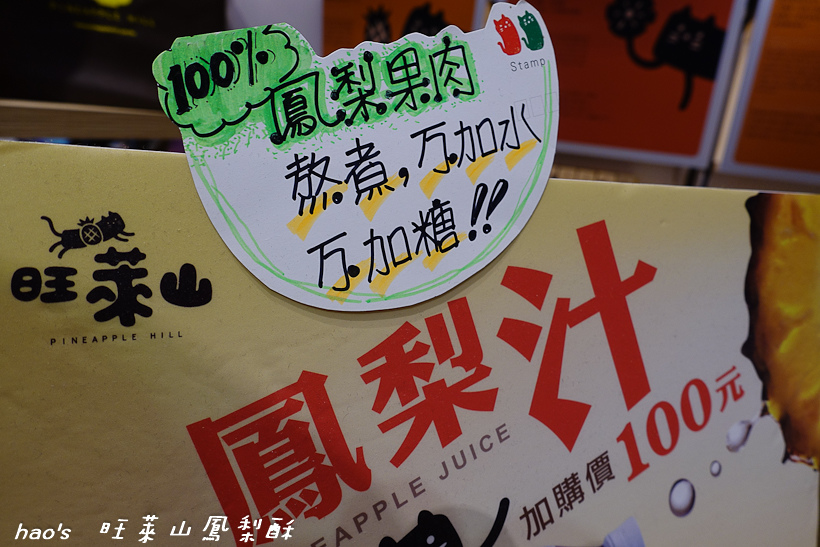 100%
鳳梨果肉
熬煮,不加水
不加糖!!
Stamp
旺萊山
PINEAPPLE HILL
鳳梨汁
EAPPLE JUICE
加購價100元
hao's 旺萊山鳳梨酥